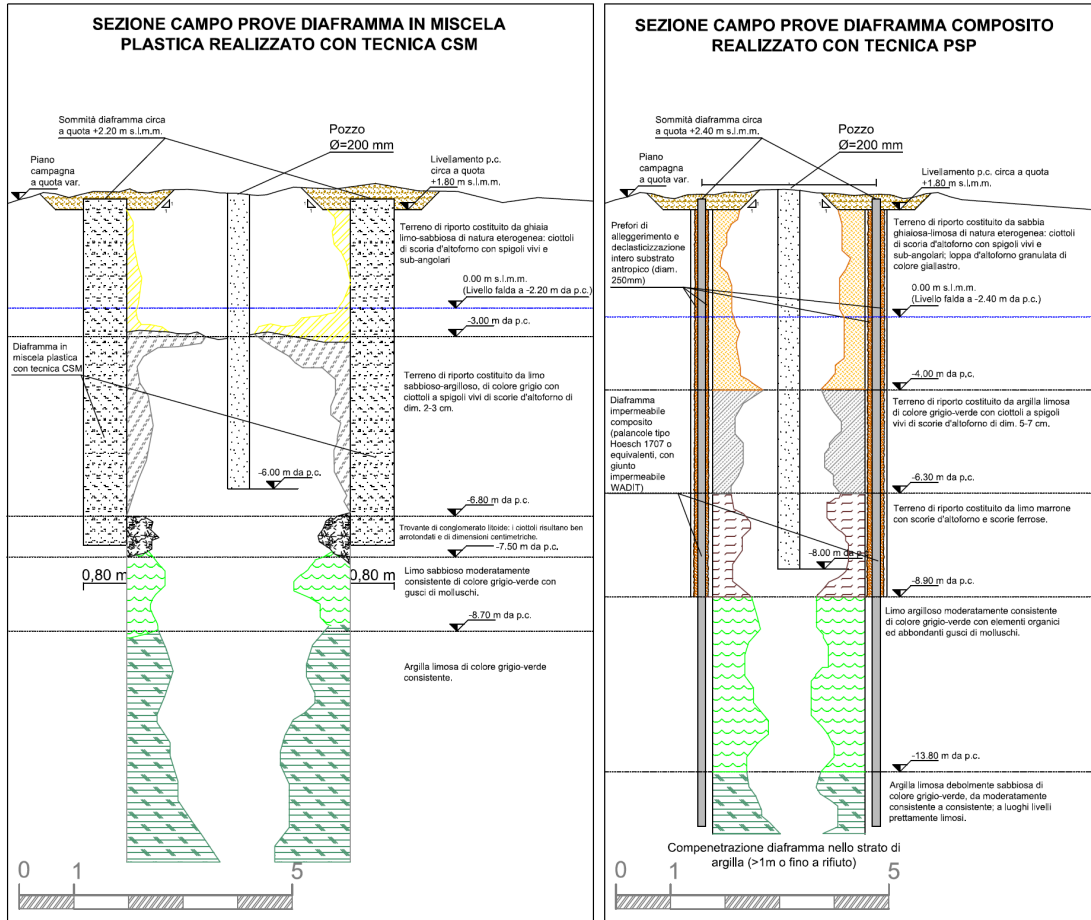 SEZIONE CAMPO PROVE DIAFRAMMA IN MISCELA
PLASTICA REALIZZATO CON TECNICA CSM
Sommità diaframma circa
a quota +2.20 m s.l.m.m.
Pozzo
Ø=200 mm
Piano
campagna
a quota var.
Livellamento p.c.
circa a quota
+1.80 m s.l.m.m.
Terreno di riporto costituito da ghiaia
limo-sabbiosa di natura eterogenea: ciottoli
di scoria d'altoforno con spigoli vivi e
sub-angolari
0.00 m s.l.m.m.
(Livello falda a -2.20 m da p.c.)
-3.00 m da p.c.
Diaframma in
miscela plastica
con tecnica CSM
Terreno di riporto costituito da limo
sabbioso-argilloso, di colore grigio con
ciottoli a spigoli vivi di scorie d'altoforno di
dim. 2-3 cm.
-6.00 m da p.c.
-6.80 m da p.c.
Trovante di conglomerato litoide: i ciottoli risultano ben
arrotondati e di dimensioni centimetriche.
-7.50 m da p.c.
0,80 m
0,80 m
Limo sabbioso moderatamente
consistente di colore grigio-verde con
gusci di molluschi.
-8.70 m da p.c.
Argilla limosa di colore grigio-verde
consistente.
0 1 5
SEZIONE CAMPO PROVE DIAFRAMMA COMPOSITO
REALIZZATO CON TECNICA PSP
Sommità diaframma circa
a quota +2.40 m s.l.m.m.
Pozzo
Ø=200 mm
Piano
campagna
a quota var.
Livellamento p.c. circa a quota
+1.80 m s.l.m.m.
Prefori di
alleggerimento e
declasticizzazione
intero substrato
antropico (diam.
250mm)
Terreno di riporto costituito da sabbia
ghiaiosa-limosa di natura eterogenea: ciottoli
di scoria d'altoforno con spigoli vivi e
sub-angolari; loppa d'altoforno granulata di
colore giallastro.
0.00 m s.l.m.m.
(Livello falda a -2.40 m da p.c.)
-4.00 m da p.c.
Diaframma
impermeabile
composito
(palancole tipo
Hoesch 1707 o
equivalenti, con
giunto
impermeabile
WADIT)
Terreno di riporto costituito da argilla limosa
di colore grigio-verde con ciottoli a spigoli
vivi di scorie d'altoforno di dim. 5-7 cm.
-6.30 m da p.c.
Terreno di riporto costituito da limo marrone
con scorie d'altoforno e scorie ferrose.
-8.00 m da p.c.
-8.90 m da p.c.
Limo argilloso moderatamente consistente
di colore grigio-verde con elementi organici
ed abbondanti gusci di molluschi.
-13.80 m da p.c.
Argilla limosa debolmente sabbiosa di
colore grigio-verde, da moderatamente
consistente a consistente; a luoghi livelli
prettamente limosi.
Compenetrazione diaframma nello strato di
argilla (>1m o fino a rifiuto)
0 1 5